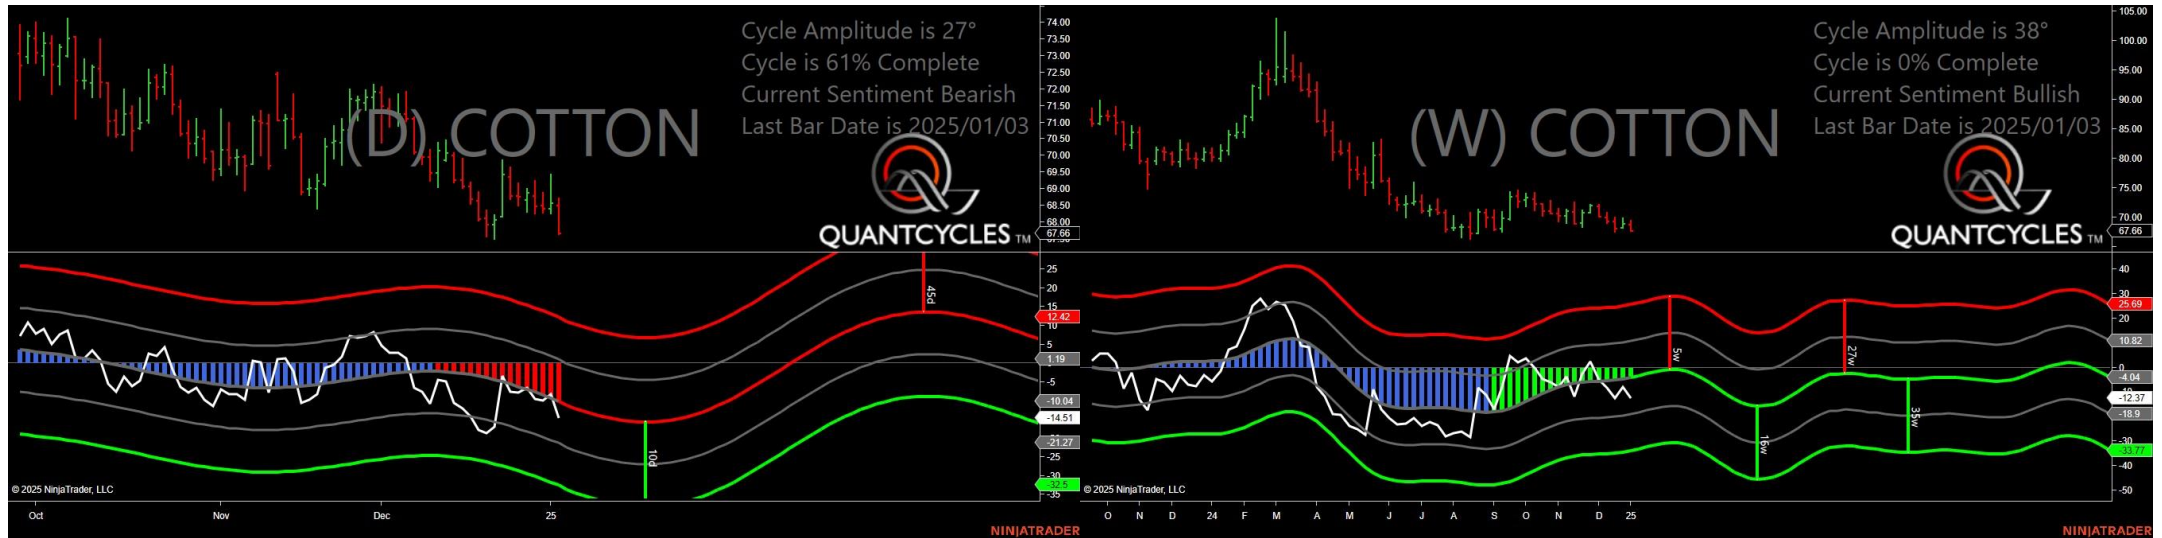 Cycle Amplitude is 27°
Cycle is 61% Complete
Current Sentiment Bearish
Last Bar Date is 2025/01/03
(D) COTTON
QUANTCYCLES TM
74.00
73.50
73.00
72.50
72.00
71.50
71.00
70.50
70.00
69.50
69.00
68.50
68.00
67.66
25
20
15
12.42
10
5
1.19
-5
-10.04
-14.51
-21.27
-25
-30
-32.5
-35
45d
10d
© 2025 NinjaTrader, LLC
Oct
Nov
Dec
25
NINJATRADER
Cycle Amplitude is 38°
Cycle is 0% Complete
Current Sentiment Bullish
Last Bar Date is 2025/01/03
(W) COTTON
QUANTCYCLES TM
105.00
100.00
95.00
90.00
85.00
80.00
75.00
70.00
67.66
40
30
25.69
20
10.82
0
-4.04
-12.37
-18.9
-30
-33.77
-40
-50
5w
16w
27w
35w
© 2025 NinjaTrader, LLC
O N D 24 F M A M J J A S O N D 25
NINJATRADER